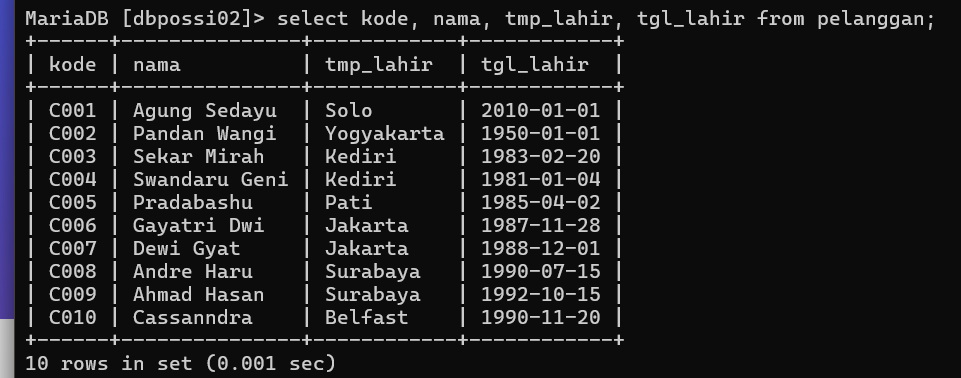 MariaDB [dbpossi02]> select kode, nama, tmp_lahir, tgl_lahir from pelanggan;
+------+---------------+------------+------------+
| kode | nama          | tmp_lahir  | tgl_lahir  |
+------+---------------+------------+------------+
| C001 | Agung Sedayu  | Solo       | 2010-01-01 |
| C002 | Pandan Wangi  | Yogyakarta | 1950-01-01 |
| C003 | Sekar Mirah   | Kediri     | 1983-02-20 |
| C004 | Swandaru Geni | Kediri     | 1981-01-04 |
| C005 | Pradabashu    | Pati       | 1985-04-02 |
| C006 | Gayatri Dwi   | Jakarta    | 1987-11-28 |
| C007 | Dewi Gyat     | Jakarta    | 1988-12-01 |
| C008 | Andre Haru    | Surabaya   | 1990-07-15 |
| C009 | Ahmad Hasan   | Surabaya   | 1992-10-15 |
| C010 | Cassanndra    | Belfast    | 1990-11-20 |
+------+---------------+------------+------------+
10 rows in set (0.001 sec)